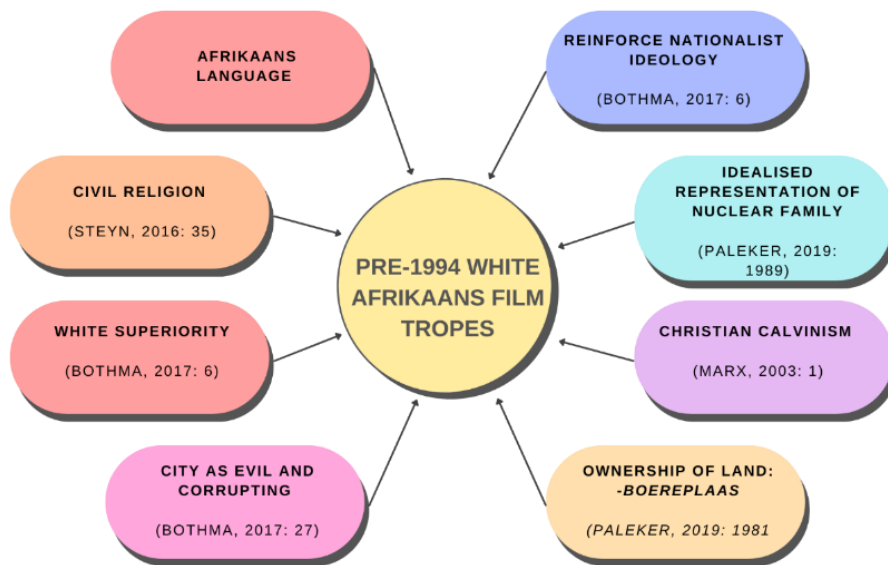 AFRIKAANS
LANGUAGE
REINFORCE NATIONALIST
IDEOLOGY
(BOTHMA, 2017: 6)
CIVIL RELIGION
(STEYN, 2016: 35)
IDEALISED
REPRESENTATION OF
NUCLEAR FAMILY
(PALEKER, 2019:
1989)
PRE-1994 WHITE
AFRIKAANS FILM
TROPES
WHITE SUPERIORITY
(BOTHMA, 2017: 6)
CHRISTIAN CALVINISM
(MARX, 2003: 1)
CITY AS EVIL AND
CORRUPTING
(BOTHMA, 2017: 27)
OWNERSHIP OF LAND:
-BOEREPLAAS
(PALEKER, 2019: 1981